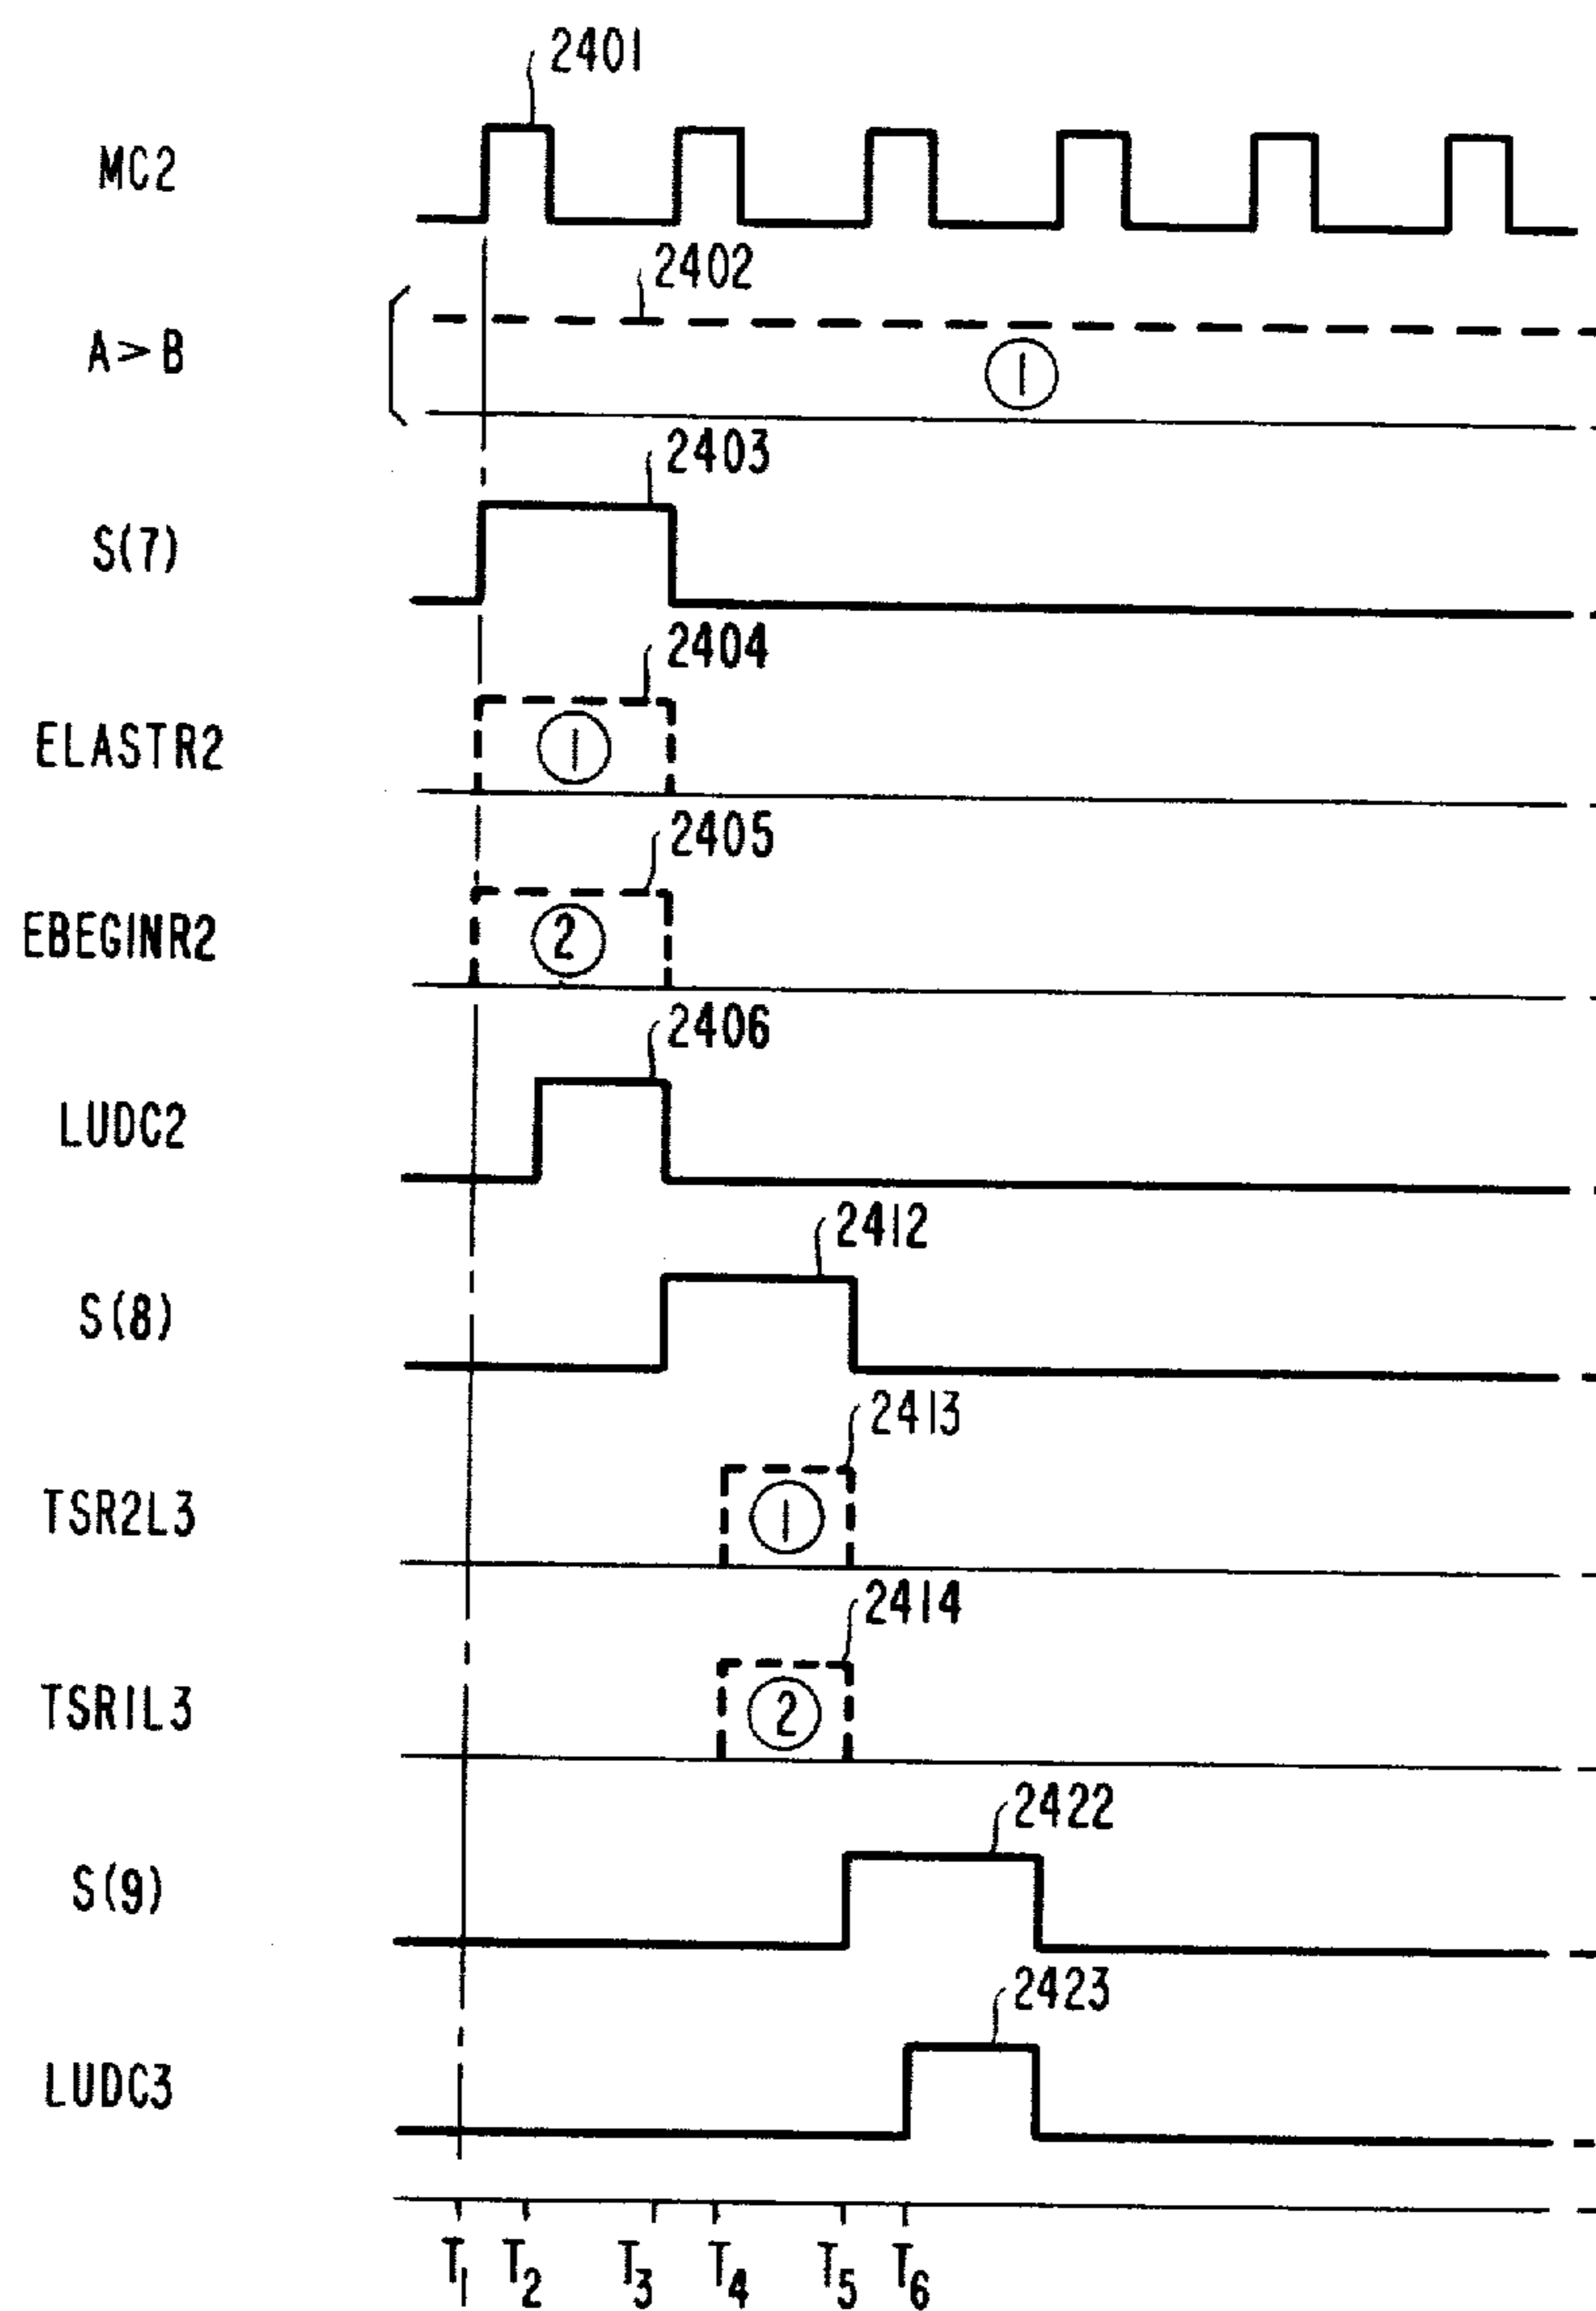 2401
MC2
2402
A>B
①
2403
S(7)
2404
ELASTR2
①
2405
EBEGINR2
②
2406
LUDC2
2412
S(8)
2413
TSR2L3
①
2414
TSR1L3
②
2422
S(9)
2423
LUDC3
T1 T2 T3 T4 T5 T6